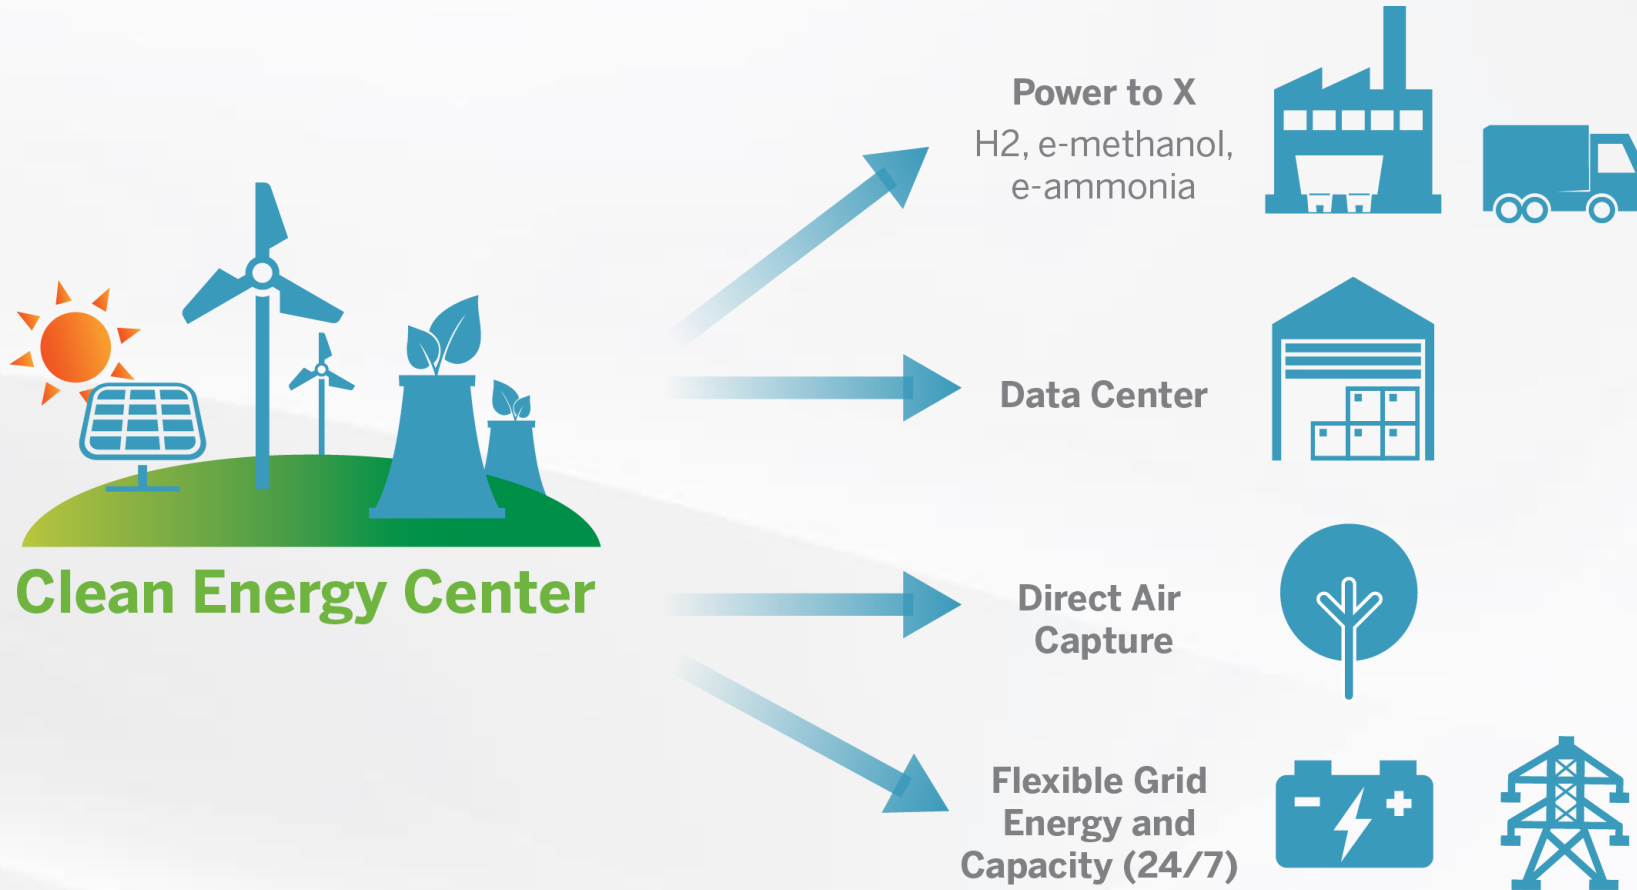 Power to X
H2, e-methanol,
e-ammonia
Data Center
Clean Energy Center
Direct Air
Capture
Flexible Grid
Energy and
Capacity (24/7)